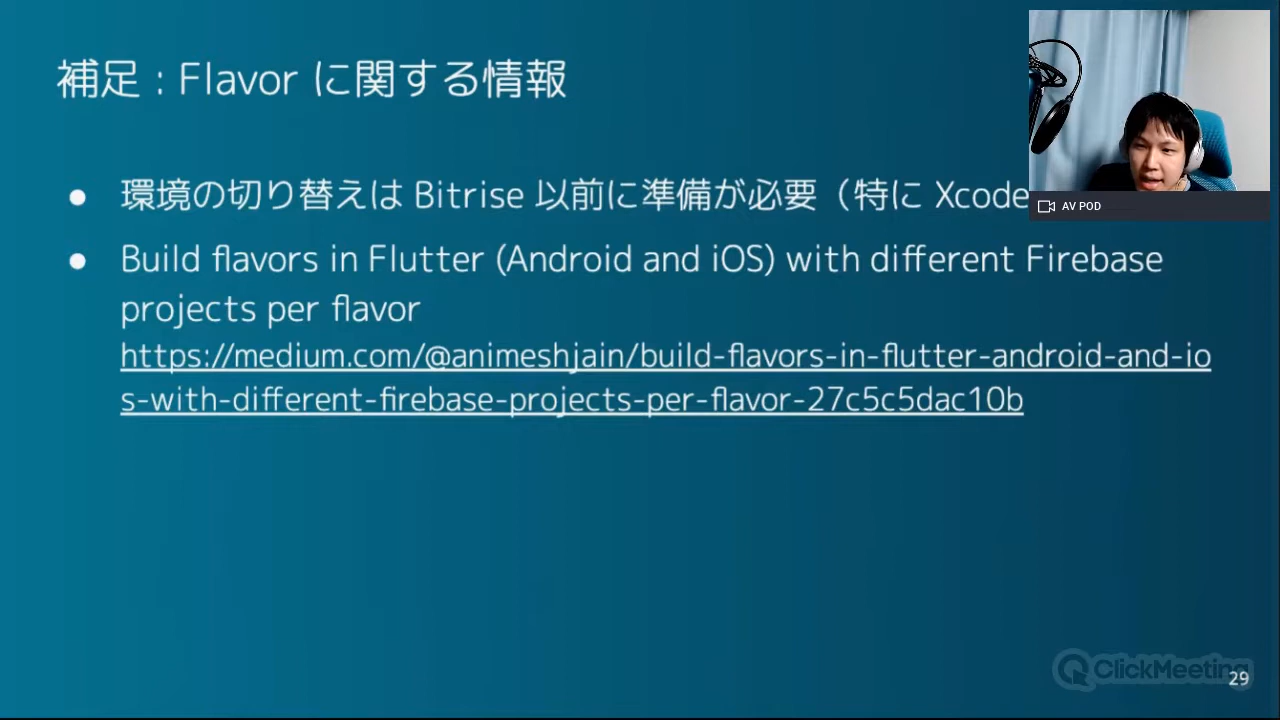 補足 : Flavor に関する情報
● 環境の切り替えは Bitrise 以前に準備が必要（特に Xcode
● Build flavors in Flutter (Android and iOS) with different Firebase
projects per flavor
https://medium.com/@animeshjain/build-flavors-in-flutter-android-and-io
s-with-different-firebase-projects-per-flavor-27c5c5dac10b
AV POD
ClickMeeting
29